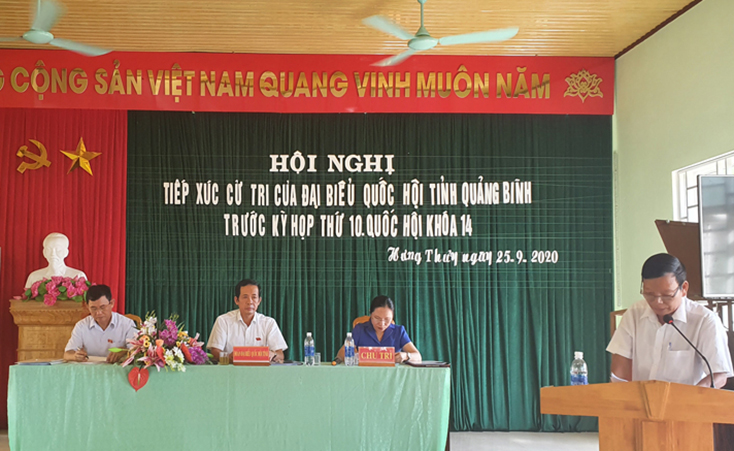 CỘNG SẢN VIỆT NAM QUANG VINH MUÔN NĂM
HỘI NGHỊ
TIẾP XÚC CỬ TRI CỦA ĐẠI BIỂU QUỐC HỘI TỈNH QUẢNG BÌNH
TRƯỚC KỲ HỌP THỨ 10. QUỐC HỘI KHÓA 14
Hưng Thủy ngày 25-9-2020
CHỦ TRÌ